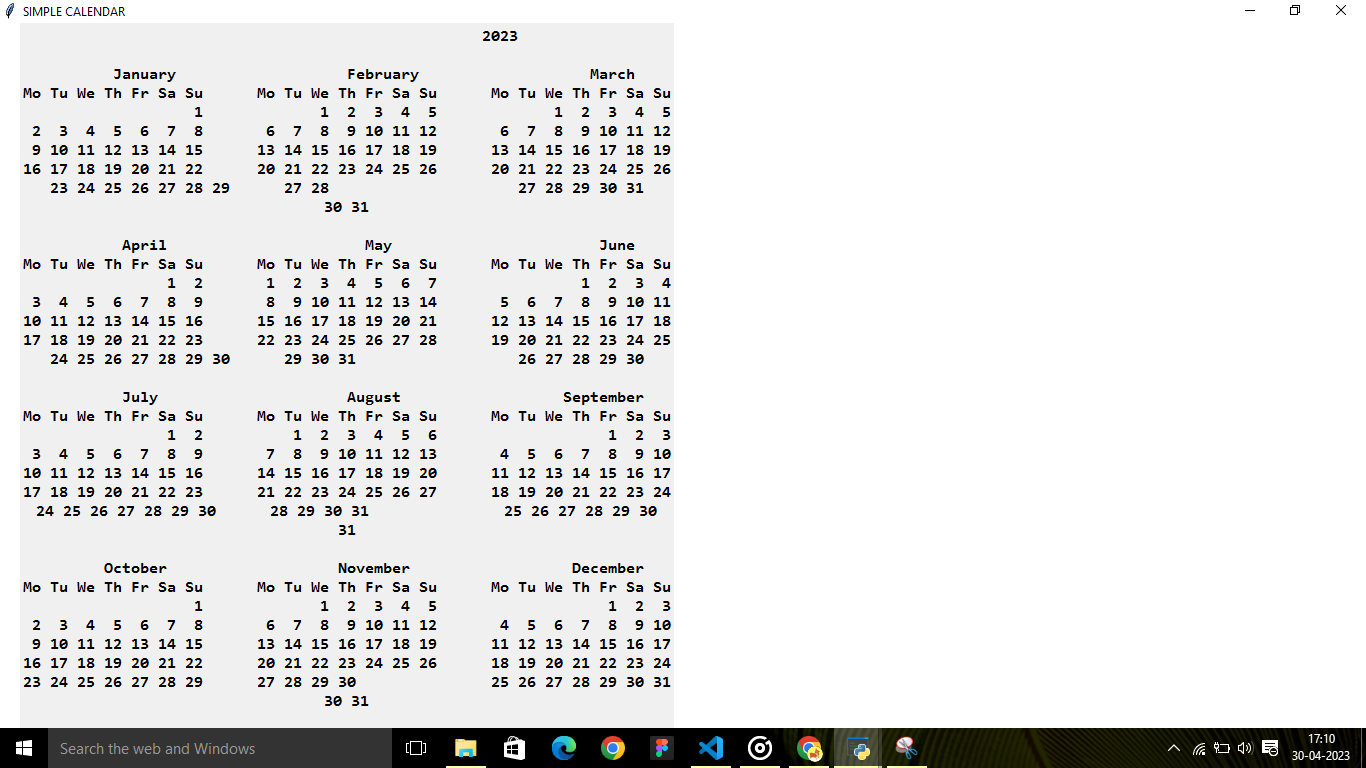 SIMPLE CALENDAR
2023
January February March
Mo Tu We Th Fr Sa Su Mo Tu We Th Fr Sa Su Mo Tu We Th Fr Sa Su
1 1 2 3 4 5 1 2 3 4 5
2 3 4 5 6 7 8 6 7 8 9 10 11 12 6 7 8 9 10 11 12
9 10 11 12 13 14 15 13 14 15 16 17 18 19 13 14 15 16 17 18 19
16 17 18 19 20 21 22 20 21 22 23 24 25 26 20 21 22 23 24 25 26
23 24 25 26 27 28 29 27 28 27 28 29 30 31
30 31
April May June
Mo Tu We Th Fr Sa Su Mo Tu We Th Fr Sa Su Mo Tu We Th Fr Sa Su
1 2 1 2 3 4 5 6 7 1 2 3 4
3 4 5 6 7 8 9 8 9 10 11 12 13 14 5 6 7 8 9 10 11
10 11 12 13 14 15 16 15 16 17 18 19 20 21 12 13 14 15 16 17 18
17 18 19 20 21 22 23 22 23 24 25 26 27 28 19 20 21 22 23 24 25
24 25 26 27 28 29 30 29 30 31 26 27 28 29 30
July August September
Mo Tu We Th Fr Sa Su Mo Tu We Th Fr Sa Su Mo Tu We Th Fr Sa Su
1 2 1 2 3 4 5 6 1 2 3
3 4 5 6 7 8 9 7 8 9 10 11 12 13 4 5 6 7 8 9 10
10 11 12 13 14 15 16 14 15 16 17 18 19 20 11 12 13 14 15 16 17
17 18 19 20 21 22 23 21 22 23 24 25 26 27 18 19 20 21 22 23 24
24 25 26 27 28 29 30 28 29 30 31 25 26 27 28 29 30
31
October November December
Mo Tu We Th Fr Sa Su Mo Tu We Th Fr Sa Su Mo Tu We Th Fr Sa Su
1 1 2 3 4 5 1 2 3
2 3 4 5 6 7 8 6 7 8 9 10 11 12 4 5 6 7 8 9 10
9 10 11 12 13 14 15 13 14 15 16 17 18 19 11 12 13 14 15 16 17
16 17 18 19 20 21 22 20 21 22 23 24 25 26 18 19 20 21 22 23 24
23 24 25 26 27 28 29 27 28 29 30 25 26 27 28 29 30 31
30 31
Search the web and Windows
17:10
30-04-2023